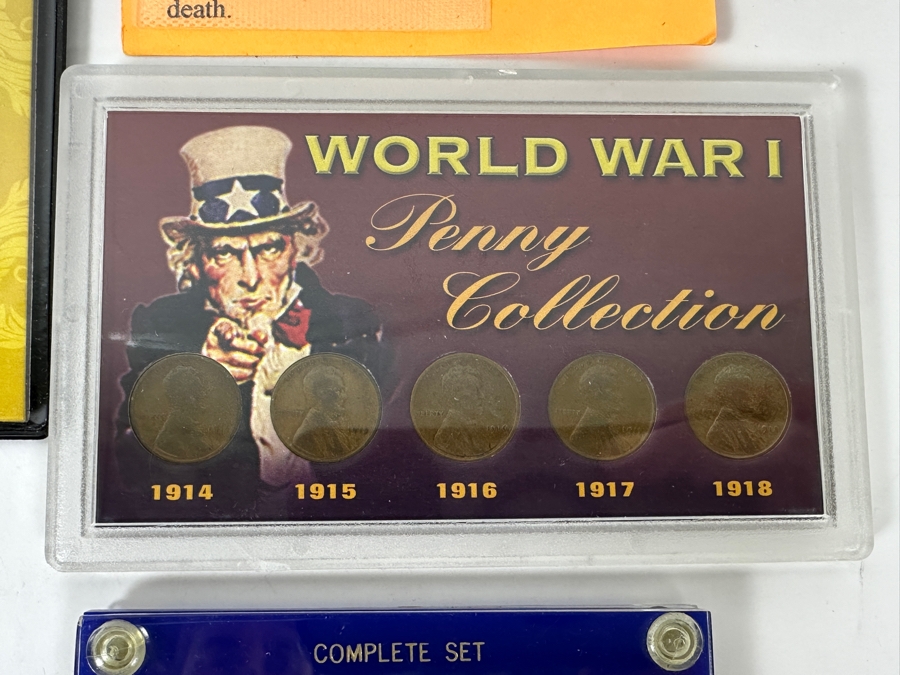 death.
WORLD WAR I
Penny
Collection
1914 1915 1916 1917 1918
COMPLETE SET